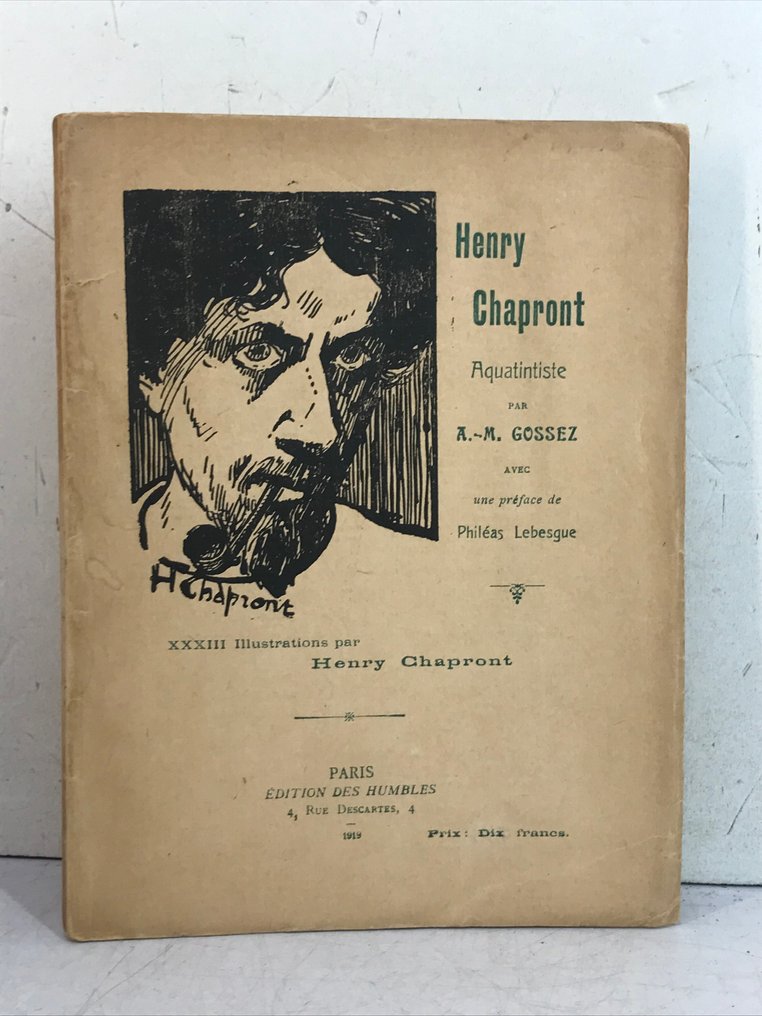 Henry
Chapront
Aquatintiste
PAR
A.-M. GOSSEZ
AVEC
une préface de
Philéas Lebesgue
H Chapront
XXXIII Illustrations par
Henry Chapront
PARIS
ÉDITION DES HUMBLES
4, RUE DESCARTES, 4
1919
Prix : Dix francs.